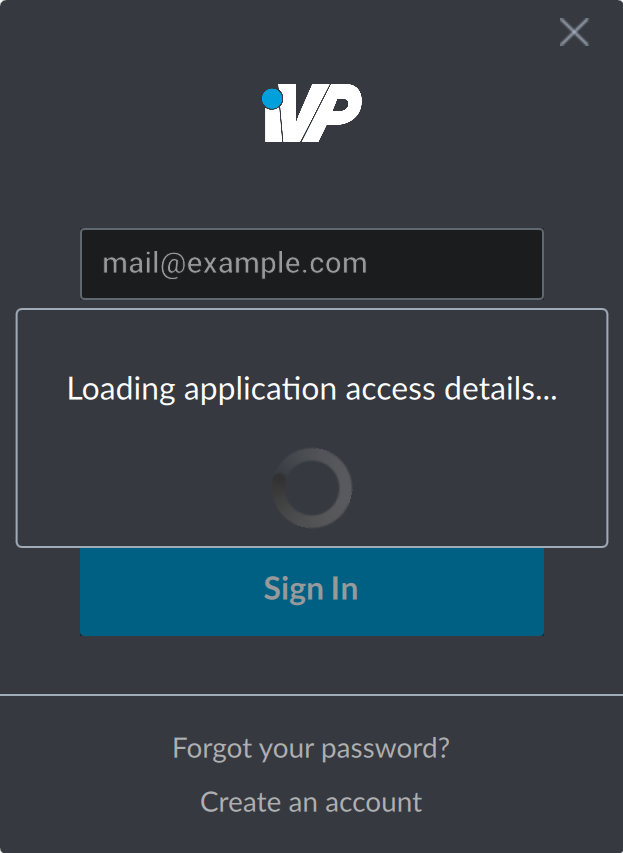 iVP
mail@example.com
Loading application access details...
Sign In
Forgot your password?
Create an account